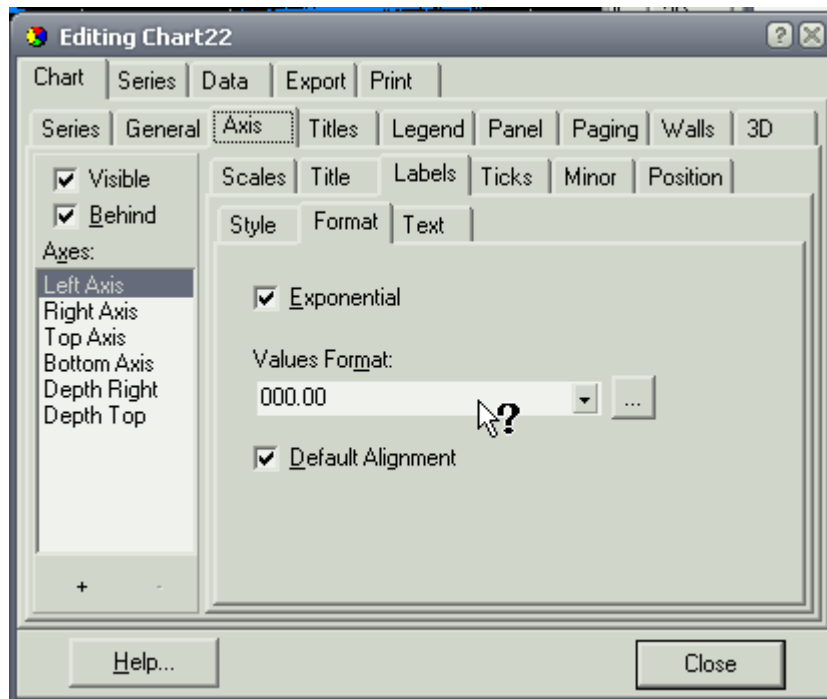 Editing Chart22
Chart Series Data Export Print
Series General Axis Titles Legend Panel Paging Walls 3D
Visible
Behind
Axes:
Left Axis
Right Axis
Top Axis
Bottom Axis
Depth Right
Depth Top
+ -
Scales Title Labels Ticks Minor Position
Style Format Text
Exponential
Values Format:
000.00
...
Default Alignment
Help...
Close